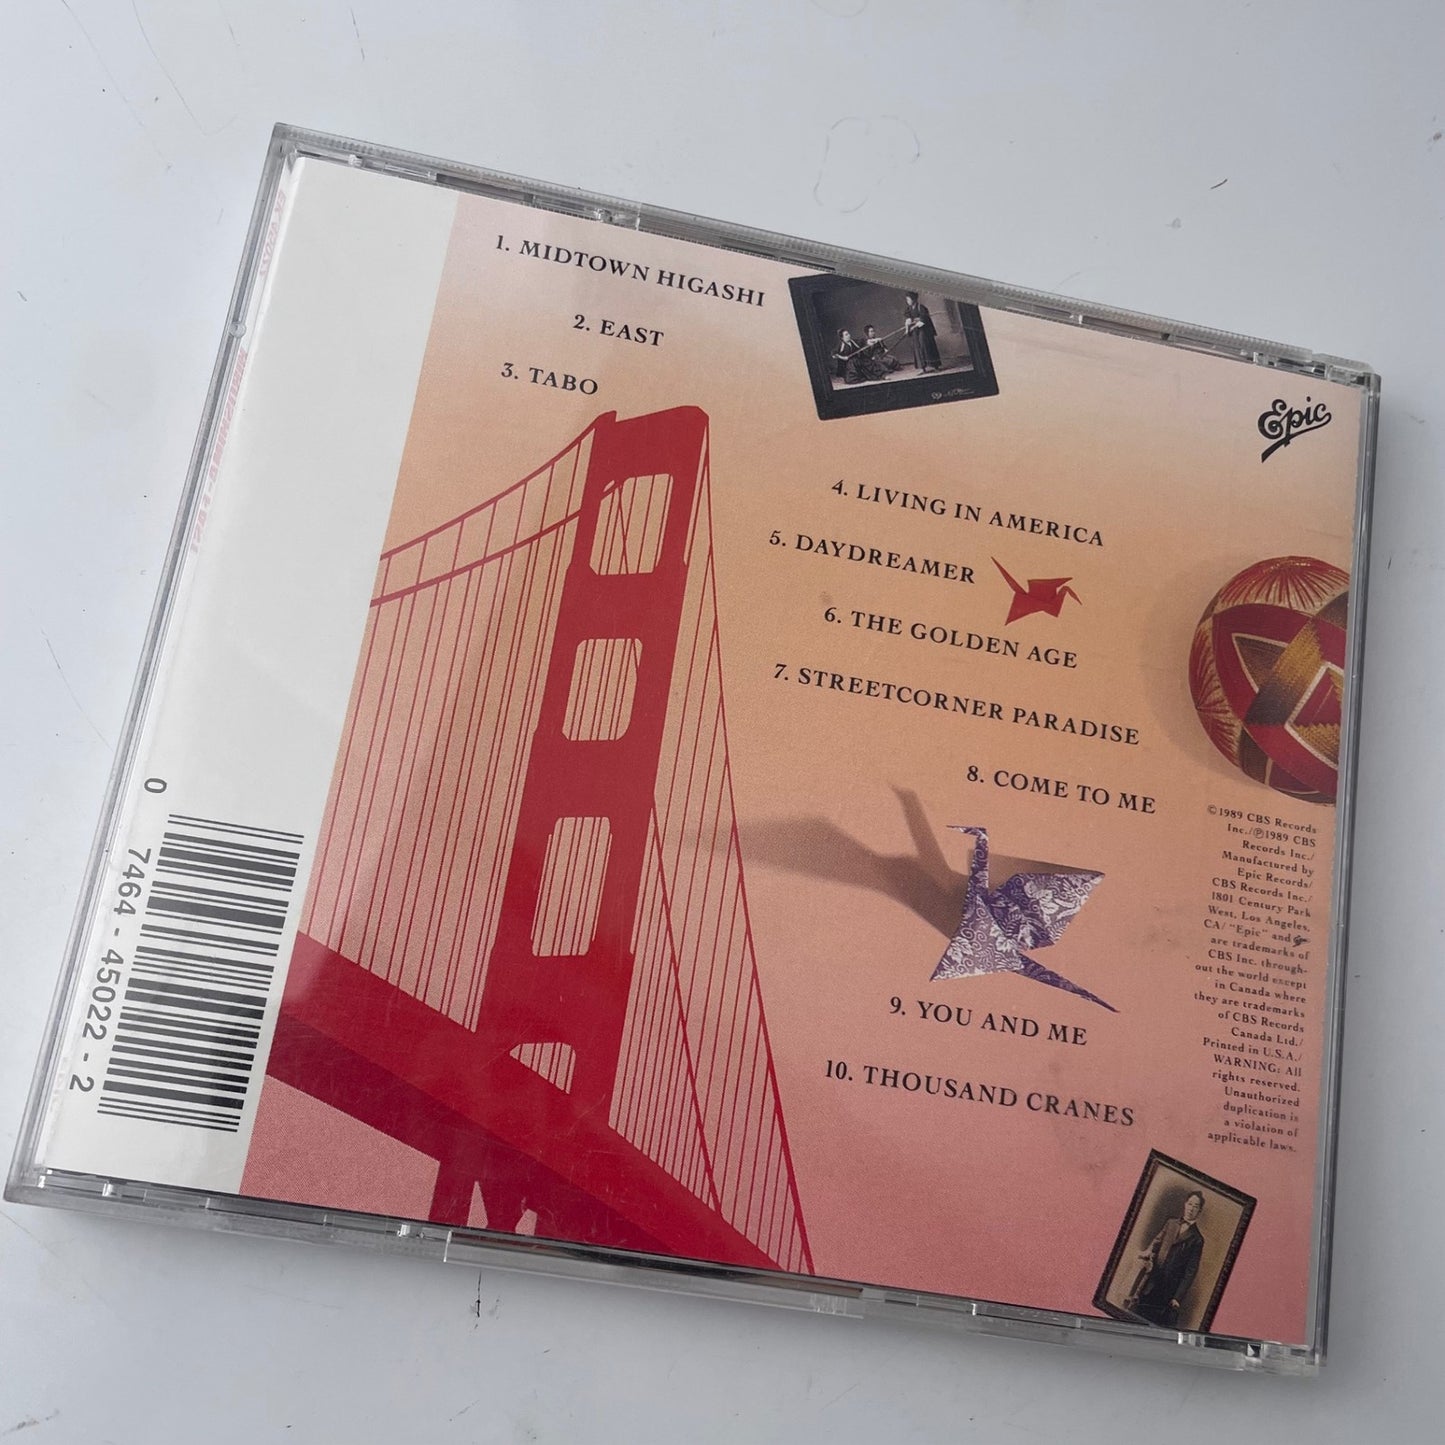 1. MIDTOWN HIGASHI
2. EAST
3. TABO
Epic
4. LIVING IN AMERICA
5. DAYDREAMER
6. THE GOLDEN AGE
7. STREETCORNER PARADISE
8. COME TO ME
9. YOU AND ME
10. THOUSAND CRANES
©1989 CBS Records
Inc./℗1989 CBS
Records Inc./
Manufactured by
Epic Records/
CBS Records Inc./
1801 Century Park
West, Los Angeles,
CA/ "Epic" and
are trademarks of
CBS Inc. through-
out the world except
in Canada where
they are trademarks
of CBS Records
Canada Ltd./
Printed in U.S.A./
WARNING: All
rights reserved.
Unauthorized
duplication is
a violation of
applicable laws.
0 7464-45022-2